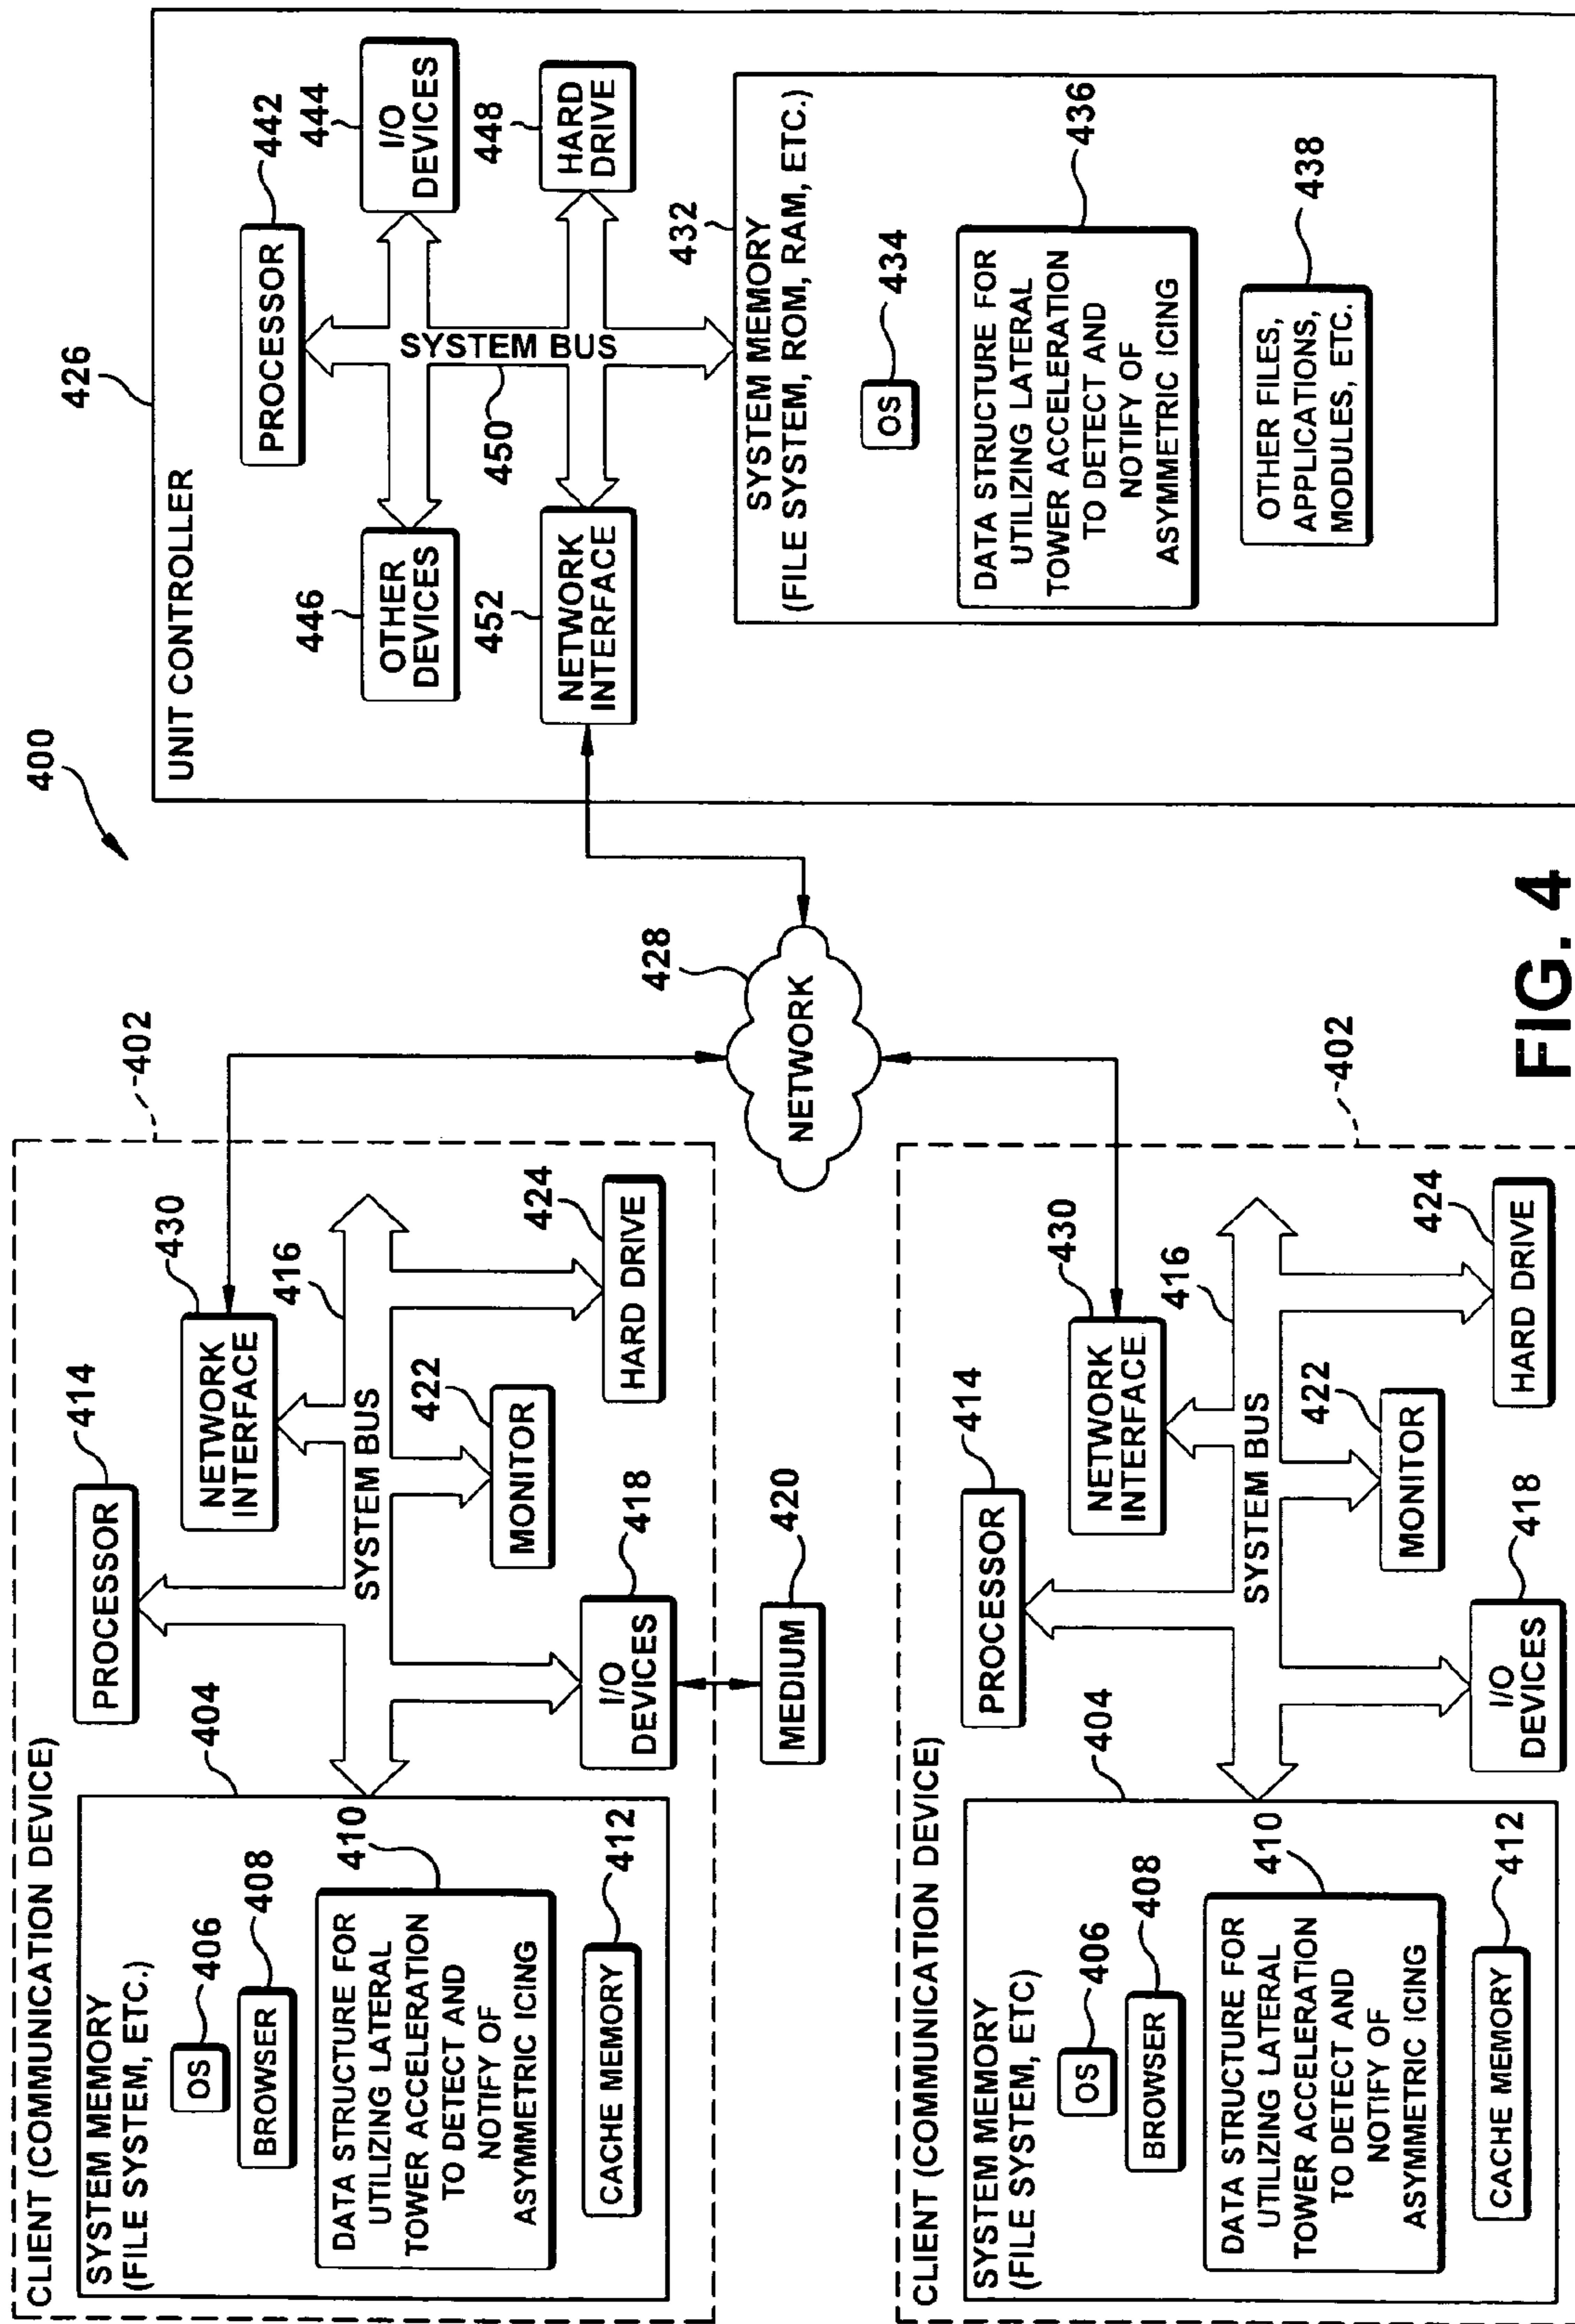 400
CLIENT (COMMUNICATION DEVICE)
402
SYSTEM MEMORY
(FILE SYSTEM, ETC.)
404
OS
406
BROWSER
408
DATA STRUCTURE FOR
UTILIZING LATERAL
TOWER ACCELERATION
TO DETECT AND
NOTIFY OF
ASYMMETRIC ICING
410
CACHE MEMORY
412
PROCESSOR
414
NETWORK
INTERFACE
430
SYSTEM BUS
416
I/O
DEVICES
418
MONITOR
422
HARD DRIVE
424
MEDIUM
420
CLIENT (COMMUNICATION DEVICE)
402
SYSTEM MEMORY
(FILE SYSTEM, ETC)
404
OS
406
BROWSER
408
DATA STRUCTURE FOR
UTILIZING LATERAL
TOWER ACCELERATION
TO DETECT AND
NOTIFY OF
ASYMMETRIC ICING
410
CACHE MEMORY
412
PROCESSOR
414
NETWORK
INTERFACE
430
SYSTEM BUS
416
I/O
DEVICES
418
MONITOR
422
HARD DRIVE
424
NETWORK
428
UNIT CONTROLLER
426
PROCESSOR
442
OTHER
DEVICES
446
I/O
DEVICES
444
SYSTEM BUS
450
NETWORK
INTERFACE
452
HARD
DRIVE
448
SYSTEM MEMORY
(FILE SYSTEM, ROM, RAM, ETC.)
432
OS
434
DATA STRUCTURE FOR
UTILIZING LATERAL
TOWER ACCELERATION
TO DETECT AND
NOTIFY OF
ASYMMETRIC ICING
436
OTHER FILES,
APPLICATIONS,
MODULES, ETC.
438
FIG. 4